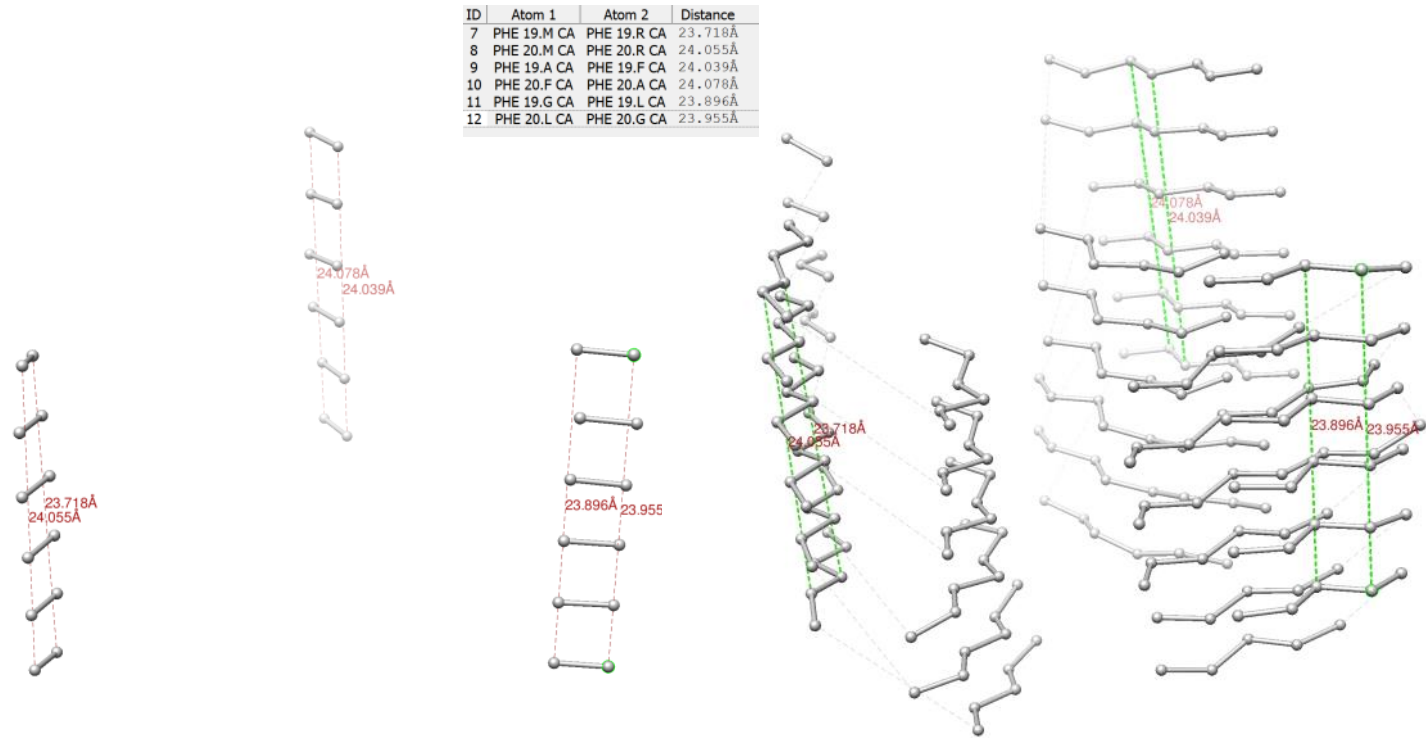 ID Atom 1 Atom 2 Distance
7 PHE 19.M CA PHE 19.R CA 23.718Å
8 PHE 20.M CA PHE 20.R CA 24.055Å
9 PHE 19.A CA PHE 19.F CA 24.039Å
10 PHE 20.F CA PHE 20.A CA 24.078Å
11 PHE 19.G CA PHE 19.L CA 23.896Å
12 PHE 20.L CA PHE 20.G CA 23.955Å
24.078Å
24.039Å
23.718Å
24.055Å
23.896Å 23.955
23.718Å
24.055Å
24.078Å
24.039Å
23.896Å 23.955Å